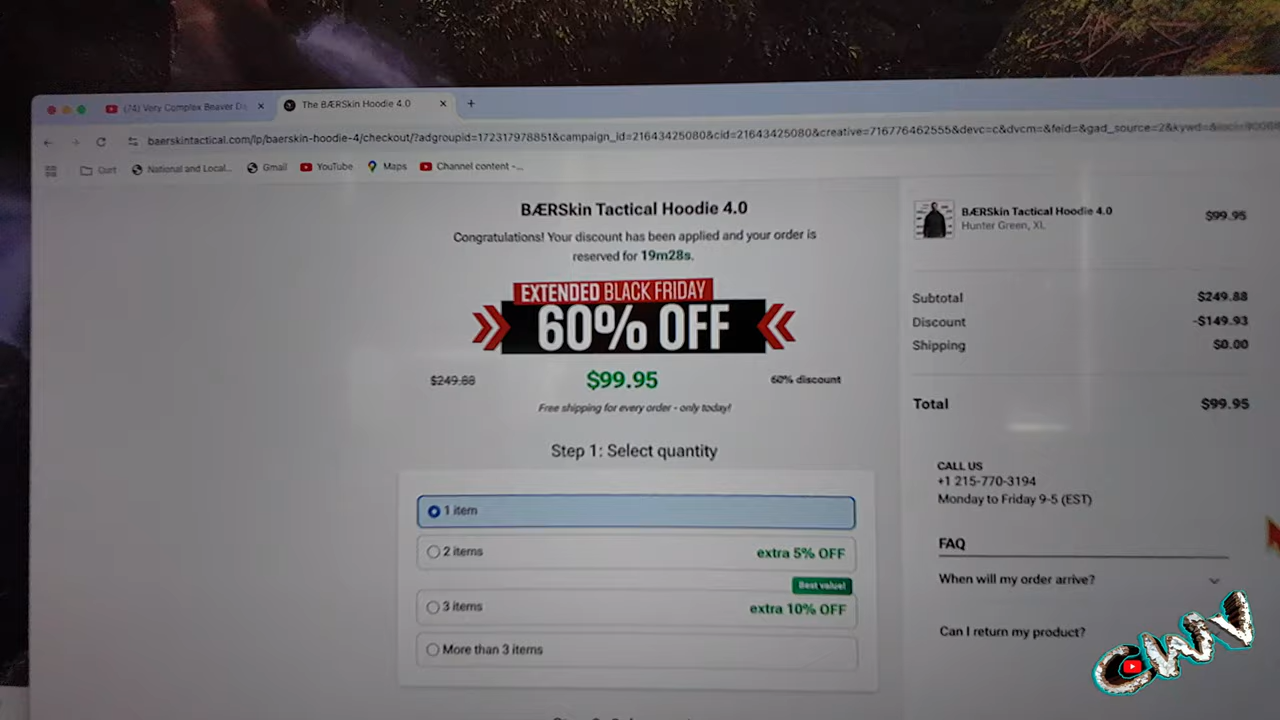 (74) Very Complex Beaver Da
The BÆRSkin Hoodie 4.0
baerskintactical.com/lp/baerskin-hoodie-4/checkout/?adgroupid=172317978851&campaign_id=21643425080&cid=21643425080&creative=716776462555&devc=c&dvcm=&feid=&gad_source=2&kywd=
Curt
National and Local...
Gmail
YouTube
Maps
Channel content -...
BÆRSkin Tactical Hoodie 4.0
Congratulations! Your discount has been applied and your order is
reserved for 19m28s.
EXTENDED BLACK FRIDAY
60% OFF
$249.88
$99.95
60% discount
Free shipping for every order - only today!
Step 1: Select quantity
1 item
2 items
extra 5% OFF
Best value!
3 items
extra 10% OFF
More than 3 items
BÆRSkin Tactical Hoodie 4.0
$99.95
Hunter Green, XL
Subtotal
$249.88
Discount
-$149.93
Shipping
$0.00
Total
$99.95
CALL US
+1 215-770-3194
Monday to Friday 9-5 (EST)
FAQ
When will my order arrive?
Can I return my product?
CWV